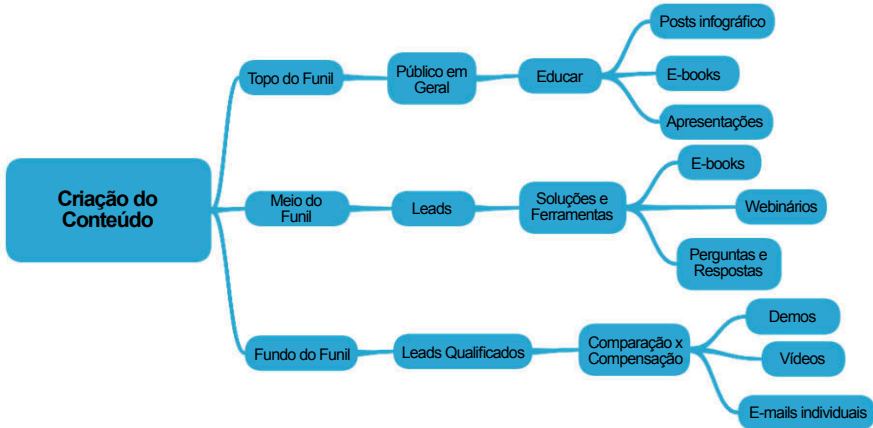 Criação do
Conteúdo
Topo do Funil
Público em
Geral
Educar
Posts infográfico
E-books
Apresentações
Meio do
Funil
Leads
Soluções e
Ferramentas
E-books
Webinários
Perguntas e
Respostas
Fundo do Funil
Leads Qualificados
Comparação x
Compensação
Demos
Vídeos
E-mails individuais